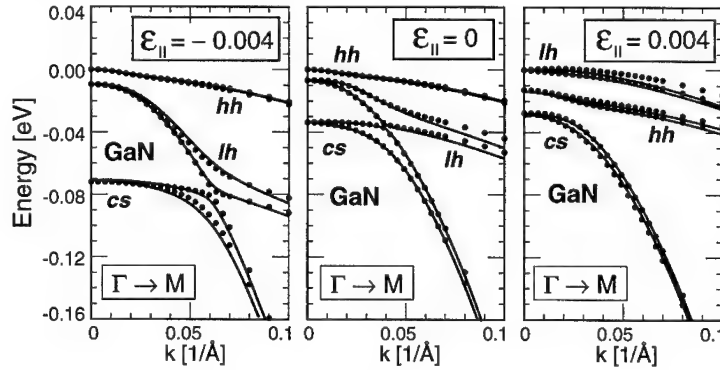 ε|| = - 0.004
ε|| = 0
ε|| = 0.004
Energy [eV]
0.00
-0.04
-0.08
-0.12
-0.16
hh
lh
cs
GaN
Γ → M
0 0.05 0.1
k [1/Å]
hh
lh
cs
GaN
Γ → M
0 0.05 0.1
k [1/Å]
lh
hh
cs
GaN
Γ → M
0 0.05 0.1
k [1/Å]